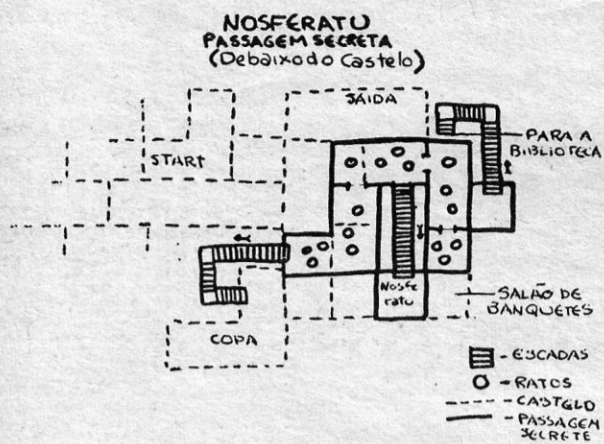 NOSFERATU
PASSAGEM SECRETA
(Debaixo do Castelo)
SAIDA
START
PARA A
BIBLIOTECA
Nosfe
ratu
SALÃO DE
BANQUETES
COPA
- ESCADAS
- RATOS
- CASTELO
- PASSAGEM
SECRETE